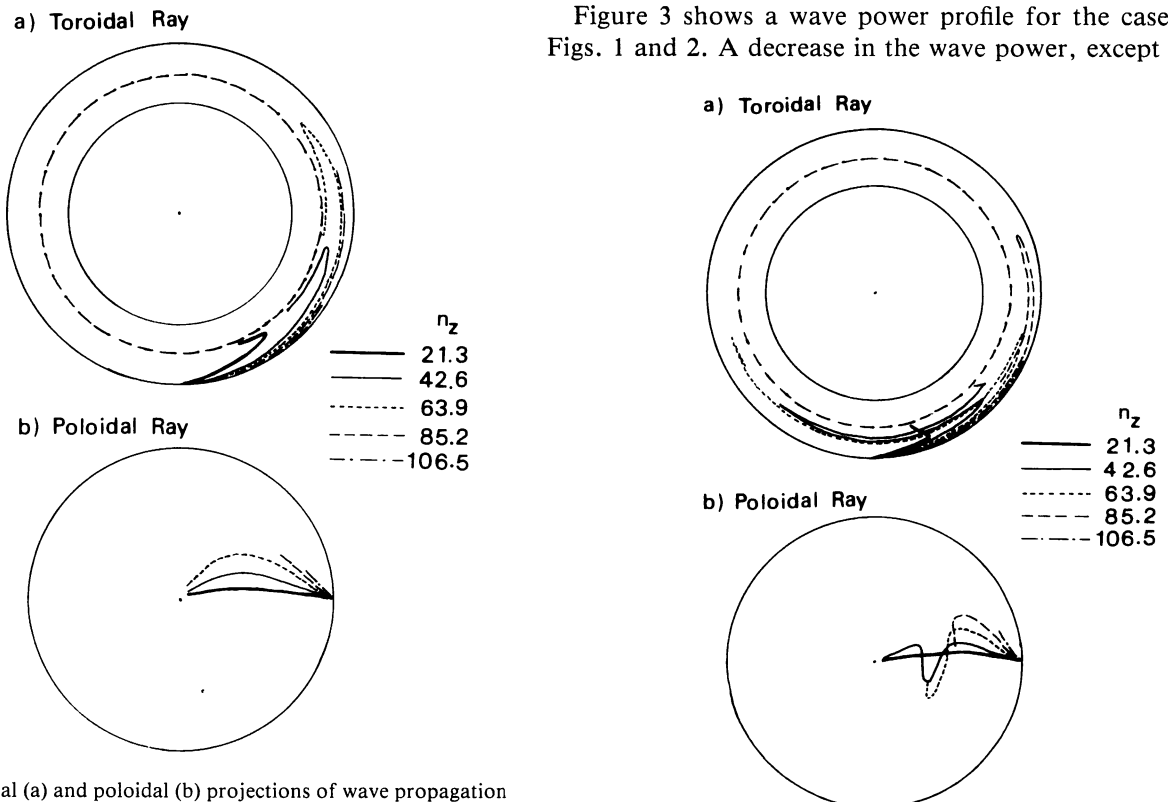 a) Toroidal Ray
n_z
21.3
42.6
63.9
85.2
106.5
b) Poloidal Ray
al (a) and poloidal (b) projections of wave propagation
Figure 3 shows a wave power profile for the case
Figs. 1 and 2. A decrease in the wave power, except
a) Toroidal Ray
n_z
21.3
42.6
63.9
85.2
106.5
b) Poloidal Ray